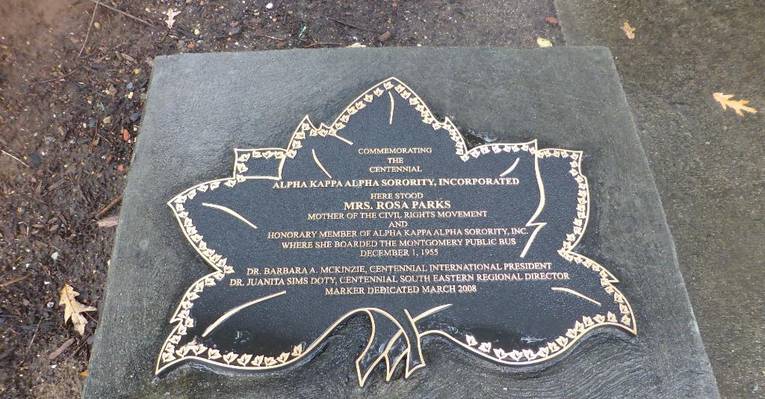 COMMEMORATING
THE
CENTENNIAL
ALPHA KAPPA ALPHA SORORITY, INCORPORATED
HERE STOOD
MRS. ROSA PARKS
MOTHER OF THE CIVIL RIGHTS MOVEMENT
AND
HONORARY MEMBER OF ALPHA KAPPA ALPHA SORORITY, INC.
WHERE SHE BOARDED THE MONTGOMERY PUBLIC BUS
DECEMBER 1, 1955
DR. BARBARA A. MCKINZIE, CENTENNIAL INTERNATIONAL PRESIDENT
DR. JUANITA SIMS DOTY, CENTENNIAL SOUTH EASTERN REGIONAL DIRECTOR
MARKER DEDICATED MARCH 2008